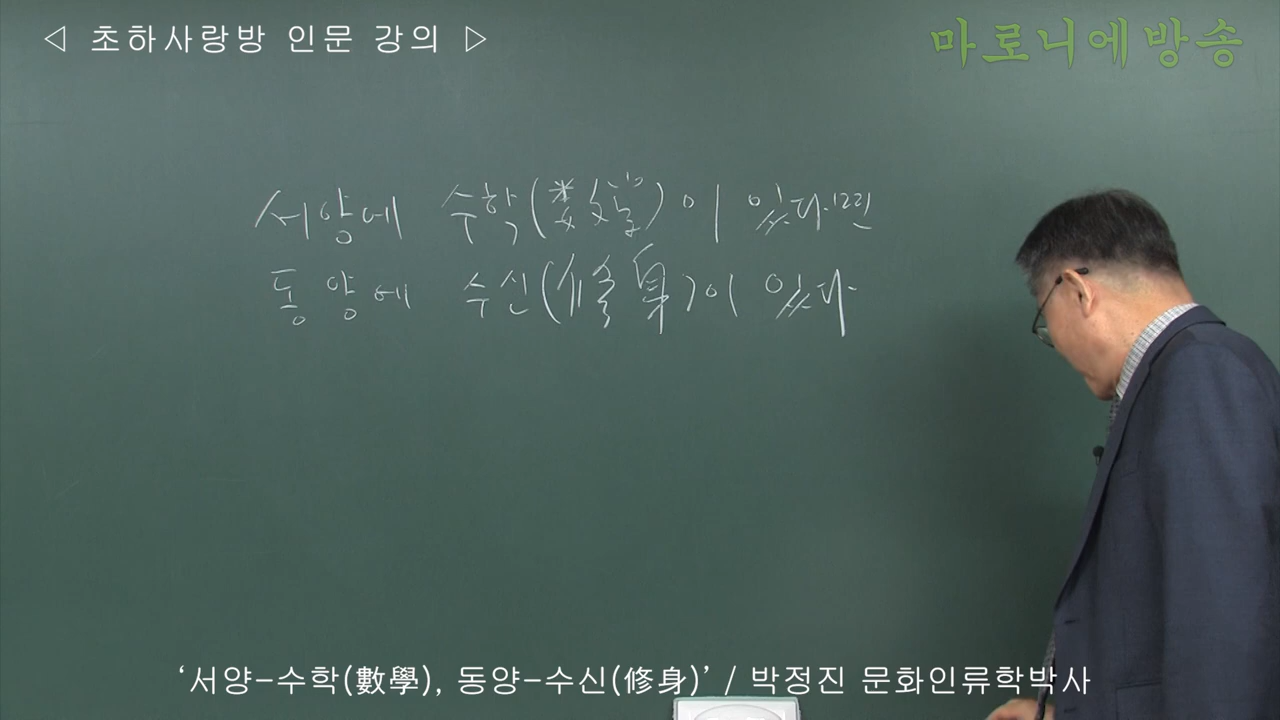 ◁ 초하사랑방 인문 강의 ▷
마로니에방송
서양에 수학(数学)이 있다면
동양에 수신(修身)이 있다
‘서양-수학(數學), 동양-수신(修身)’ / 박정진 문화인류학박사